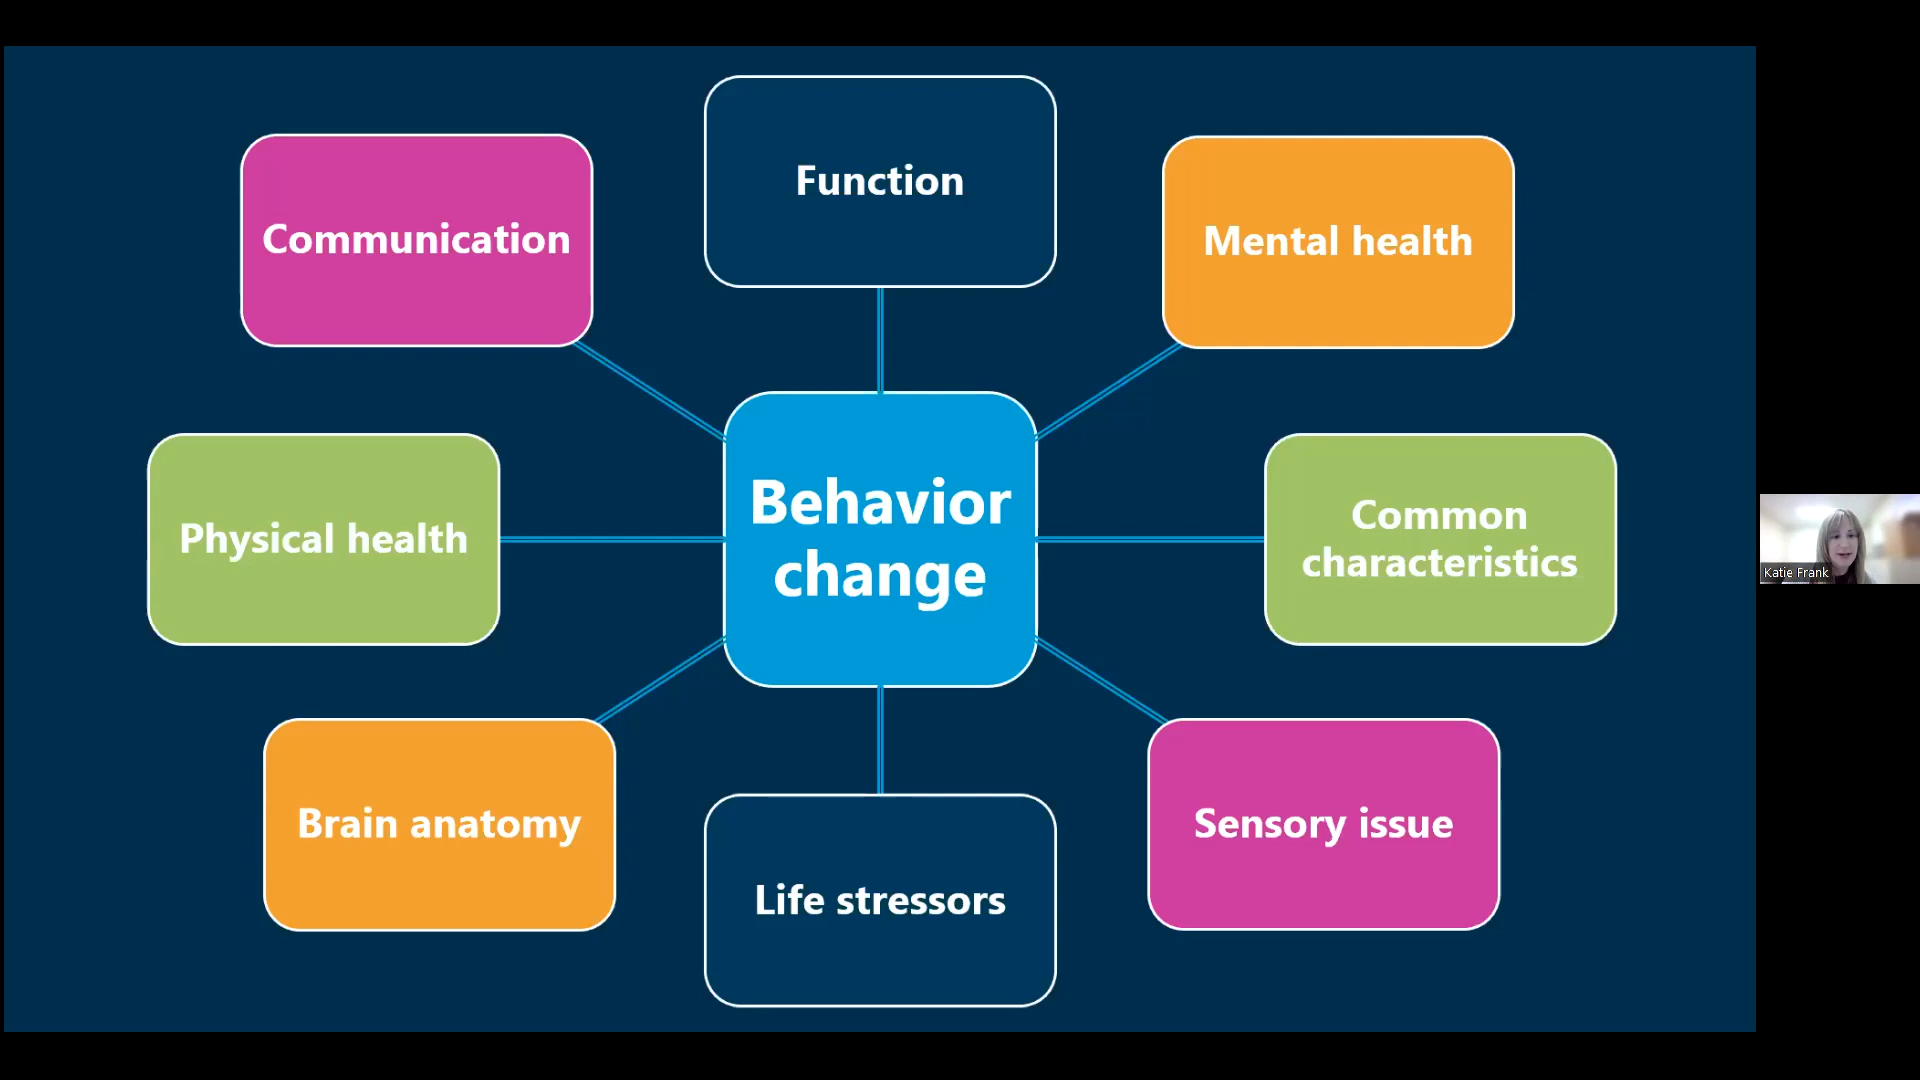 Function
Communication
Mental health
Behavior
change
Physical health
Common
characteristics
Brain anatomy
Sensory issue
Life stressors
Katie Frank